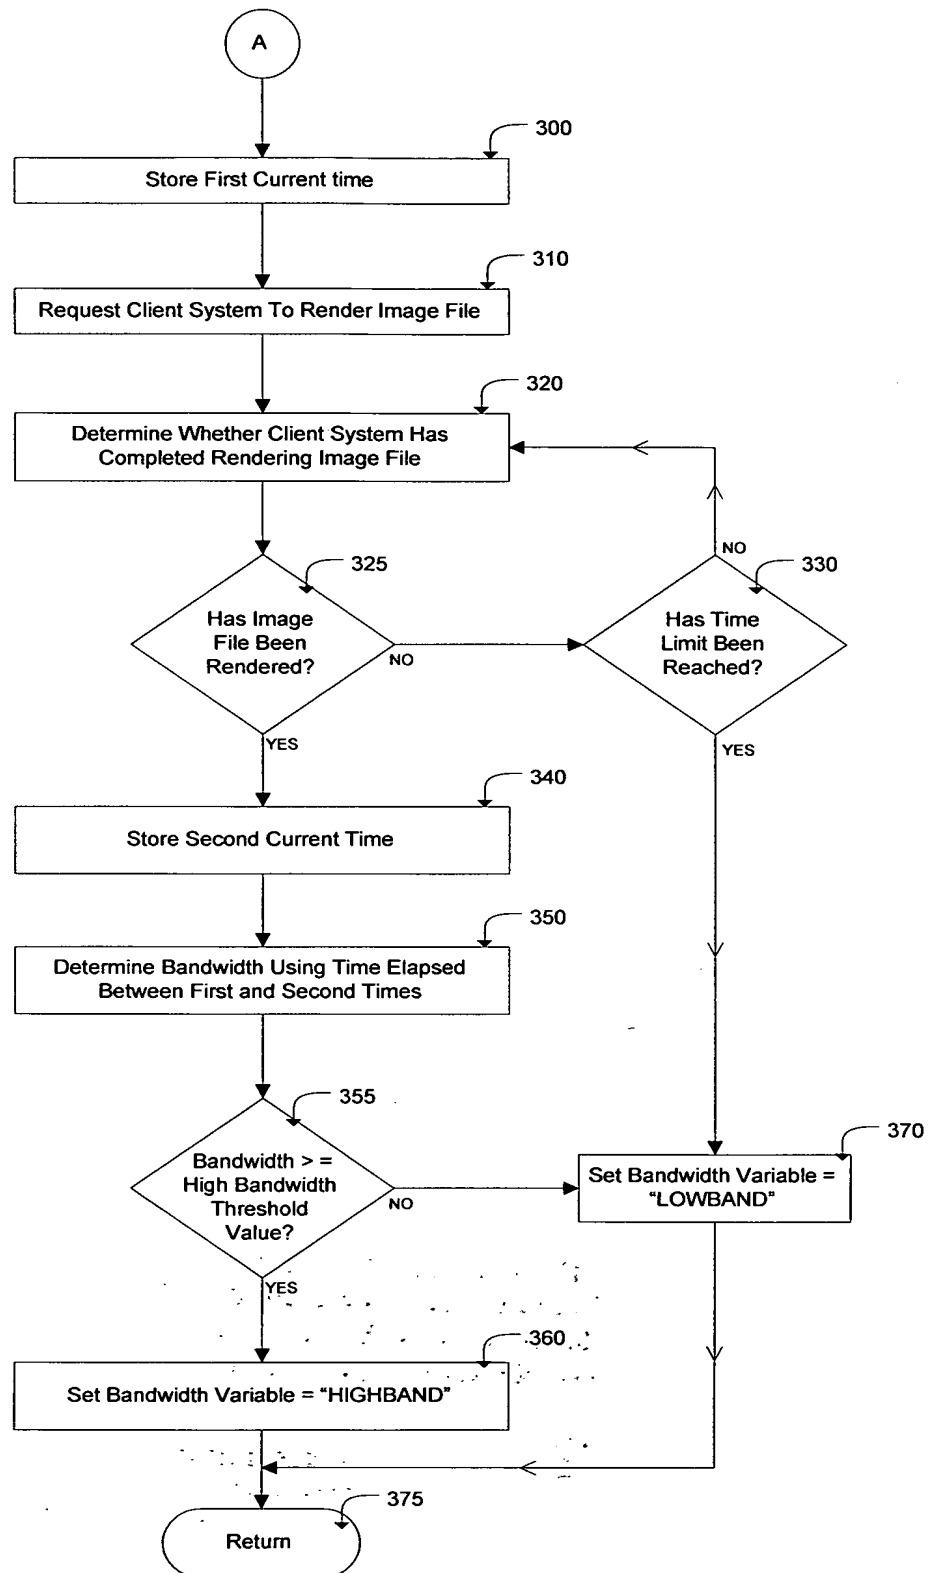 A
300
Store First Current time
310
Request Client System To Render Image File
320
Determine Whether Client System Has
Completed Rendering Image File
325
Has Image
File Been
Rendered?
NO
YES
330
Has Time
Limit Been
Reached?
NO
YES
340
Store Second Current Time
350
Determine Bandwidth Using Time Elapsed
Between First and Second Times
355
Bandwidth > =
High Bandwidth
Threshold
Value?
NO
YES
370
Set Bandwidth Variable =
“LOWBAND”
360
Set Bandwidth Variable = “HIGHBAND”
375
Return